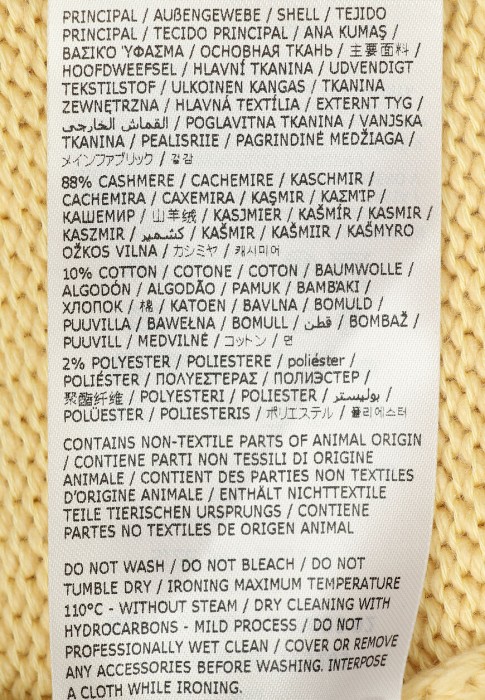 PRINCIPAL / AUßENGEWEBE / SHELL / TEJIDO
PRINCIPAL / TECIDO PRINCIPAL / ANA KUMAŞ /
ΒΑΣΙΚΌ ΎΦΑΣΜΑ / ОСНОВНАЯ ТКАНЬ / 主要面料 /
HOOFDWEEFSEL / HLAVNÍ TKANINA / UDVENDIGT
TEKSTILSTOF / ULKOINEN KANGAS / TKANINA
ZEWNĘTRZNA / HLAVNÁ TEXTÍLIA / EXTERNT TYG /
القماش الخارجي / POGLAVITNA TKANINA / VANJSKA
TKANINA / PEALISRIIE / PAGRINDINĖ MEDŽIAGA /
メインファブリック / 겉감
88% CASHMERE / CACHEMIRE / KASCHMIR /
CACHEMIRA / CAXEMIRA / KAŞMIR / ΚΑΣΜΊΡ /
КАШЕМИР / 山羊绒 / KASJMIER / KAŠMÍR / KASMIR /
KASZMIR / كشمير / KAŠMIR / KAŠMIIR / KAŠMYRO
OŽKOS VILNA / カシミヤ / 캐시미어
10% COTTON / COTONE / COTON / BAUMWOLLE /
ALGODÓN / ALGODÃO / PAMUK / ΒΑΜΒΆΚΙ /
ХЛОПОК / 棉 / KATOEN / BAVLNA / BOMULD /
PUUVILLA / BAWEŁNA / BOMULL / قطن / BOMBAŽ /
PUUVILL / MEDVILNĖ / コットン / 면
2% POLYESTER / POLIESTERE / poliéster /
POLIÉSTER / ΠΟΛΥΕΣΤΕΡΑΣ / ПОЛИЭСТЕР /
聚酯纤维 / POLYESTERI / POLIESTER / بوليستر /
POLÜESTER / POLIESTERIS / ポリエステル / 폴리에스터
CONTAINS NON-TEXTILE PARTS OF ANIMAL ORIGIN
/ CONTIENE PARTI NON TESSILI DI ORIGINE
ANIMALE / CONTIENT DES PARTIES NON TEXTILES
D'ORIGINE ANIMALE / ENTHÄLT NICHTTEXTILE
TEILE TIERISCHEN URSPRUNGS / CONTIENE
PARTES NO TEXTILES DE ORIGEN ANIMAL
DO NOT WASH / DO NOT BLEACH / DO NOT
TUMBLE DRY / IRONING MAXIMUM TEMPERATURE
110°C - WITHOUT STEAM / DRY CLEANING WITH
HYDROCARBONS - MILD PROCESS / DO NOT
PROFESSIONALLY WET CLEAN / COVER OR REMOVE
ANY ACCESSORIES BEFORE WASHING. INTERPOSE
A CLOTH WHILE IRONING.